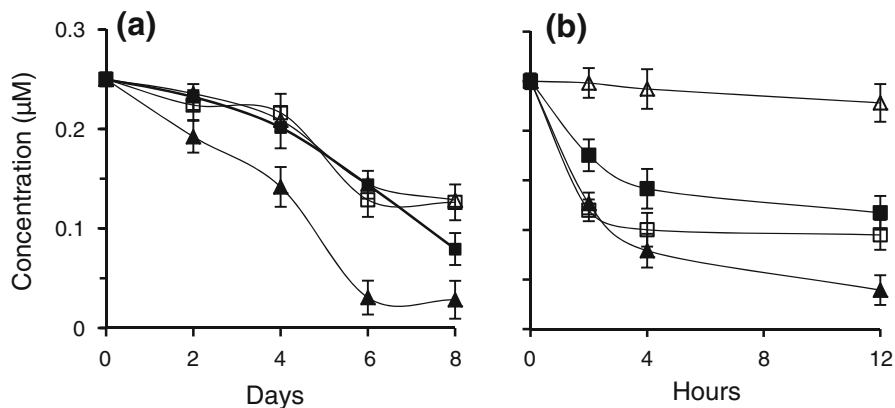 (a)
(b)
Concentration (µM)
0.3
0.2
0.1
0
0 2 4 6 8
Days
0 4 8 12
Hours